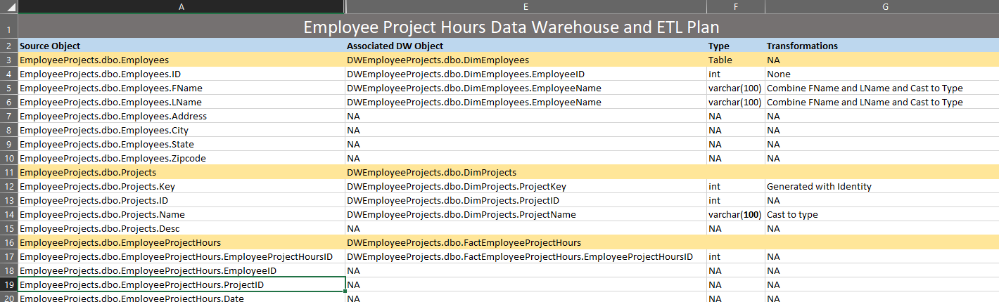 A E F G
1 Employee Project Hours Data Warehouse and ETL Plan
2 Source Object Associated DW Object Type Transformations
3 EmployeeProjects.dbo.Employees DWEmployeeProjects.dbo.DimEmployees Table NA
4 EmployeeProjects.dbo.Employees.ID DWEmployeeProjects.dbo.DimEmployees.EmployeeID int None
5 EmployeeProjects.dbo.Employees.FName DWEmployeeProjects.dbo.DimEmployees.EmployeeName varchar(100) Combine FName and LName and Cast to Type
6 EmployeeProjects.dbo.Employees.LName DWEmployeeProjects.dbo.DimEmployees.EmployeeName varchar(100) Combine FName and LName and Cast to Type
7 EmployeeProjects.dbo.Employees.Address NA NA NA
8 EmployeeProjects.dbo.Employees.City NA NA NA
9 EmployeeProjects.dbo.Employees.State NA NA NA
10 EmployeeProjects.dbo.Employees.Zipcode NA NA NA
11 EmployeeProjects.dbo.Projects DWEmployeeProjects.dbo.DimProjects
12 EmployeeProjects.dbo.Projects.Key DWEmployeeProjects.dbo.DimProjects.ProjectKey int Generated with Identity
13 EmployeeProjects.dbo.Projects.ID DWEmployeeProjects.dbo.DimProjects.ProjectID int NA
14 EmployeeProjects.dbo.Projects.Name DWEmployeeProjects.dbo.DimProjects.ProjectName varchar(100) Cast to type
15 EmployeeProjects.dbo.Projects.Desc NA NA NA
16 EmployeeProjects.dbo.EmployeeProjectHours DWEmployeeProjects.dbo.FactEmployeeProjectHours
17 EmployeeProjects.dbo.EmployeeProjectHours.EmployeeProjectHoursID DWEmployeeProjects.dbo.FactEmployeeProjectHours.EmployeeProjectHoursID int NA
18 EmployeeProjects.dbo.EmployeeProjectHours.EmployeeID NA NA NA
19 EmployeeProjects.dbo.EmployeeProjectHours.ProjectID NA NA NA
20 EmployeeProjects.dbo.EmployeeProjectHours.Date NA NA NA